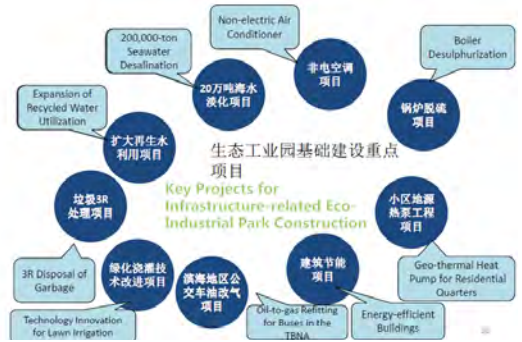 Non-electric Air
Conditioner
200,000-ton
Seawater
Desalination
Boiler
Desulphurization
Expansion of
Recycled Water
Utilization
20万吨海水
淡化项目
非电空调
项目
锅炉脱硫
项目
扩大再生水
利用项目
生态工业园基础建设重点
项目
Key Projects for
Infrastructure-related Eco-
Industrial Park Construction
垃圾3R
处理项目
小区地源
热泵工程
项目
绿化浇灌技
术改进项目
滨海地区公
交车油改气
项目
建筑节能
项目
3R Disposal of
Garbage
Geo-thermal Heat
Pump for Residential
Quarters
Technology Innovation
for Lawn Irrigation
Oil-to-gas Refitting
for Buses in the
TBNA
Energy-efficient
Buildings